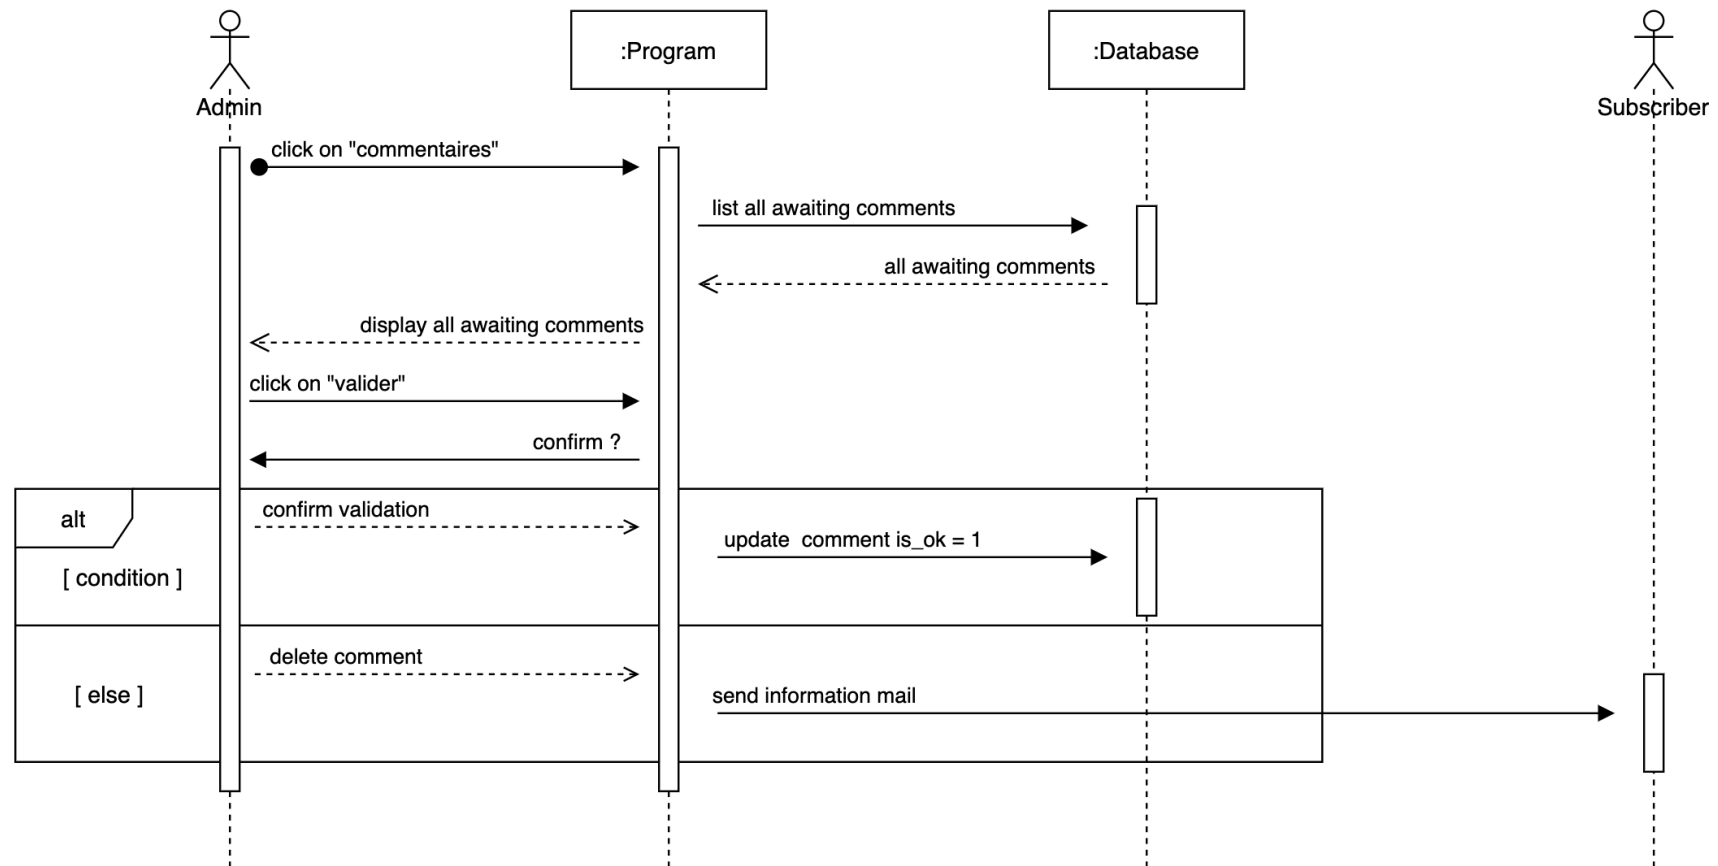 :Program
:Database
Admin
Subscriber
click on "commentaires"
list all awaiting comments
all awaiting comments
display all awaiting comments
click on "valider"
confirm ?
alt
confirm validation
update  comment is_ok = 1
[ condition ]
delete comment
[ else ]
send information mail